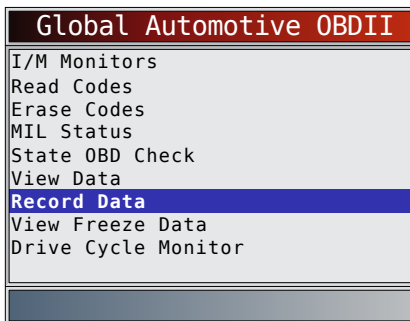 Global Automotive OBDII
I/M Monitors
Read Codes
Erase Codes
MIL Status
State OBD Check
View Data
Record Data
View Freeze Data
Drive Cycle Monitor